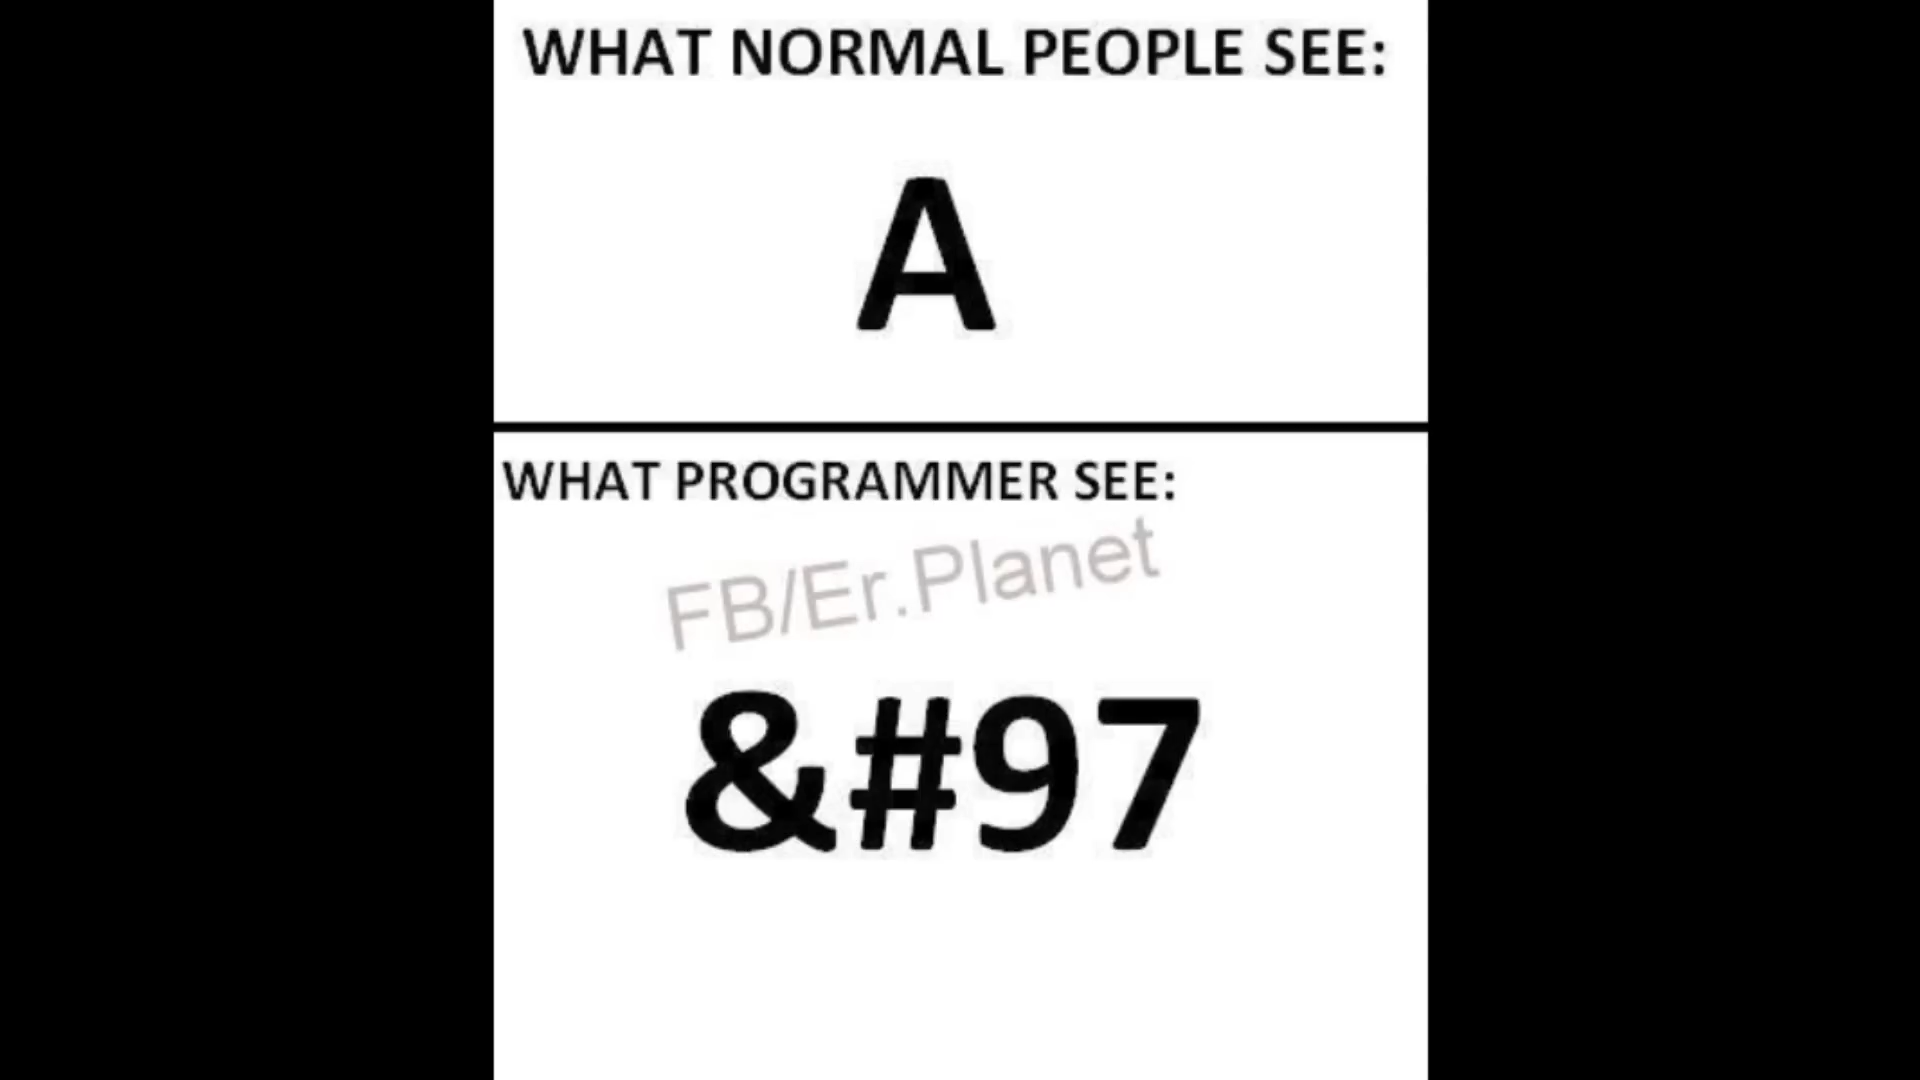 WHAT NORMAL PEOPLE SEE:
A
WHAT PROGRAMMER SEE:
FB/Er.Planet
&#97